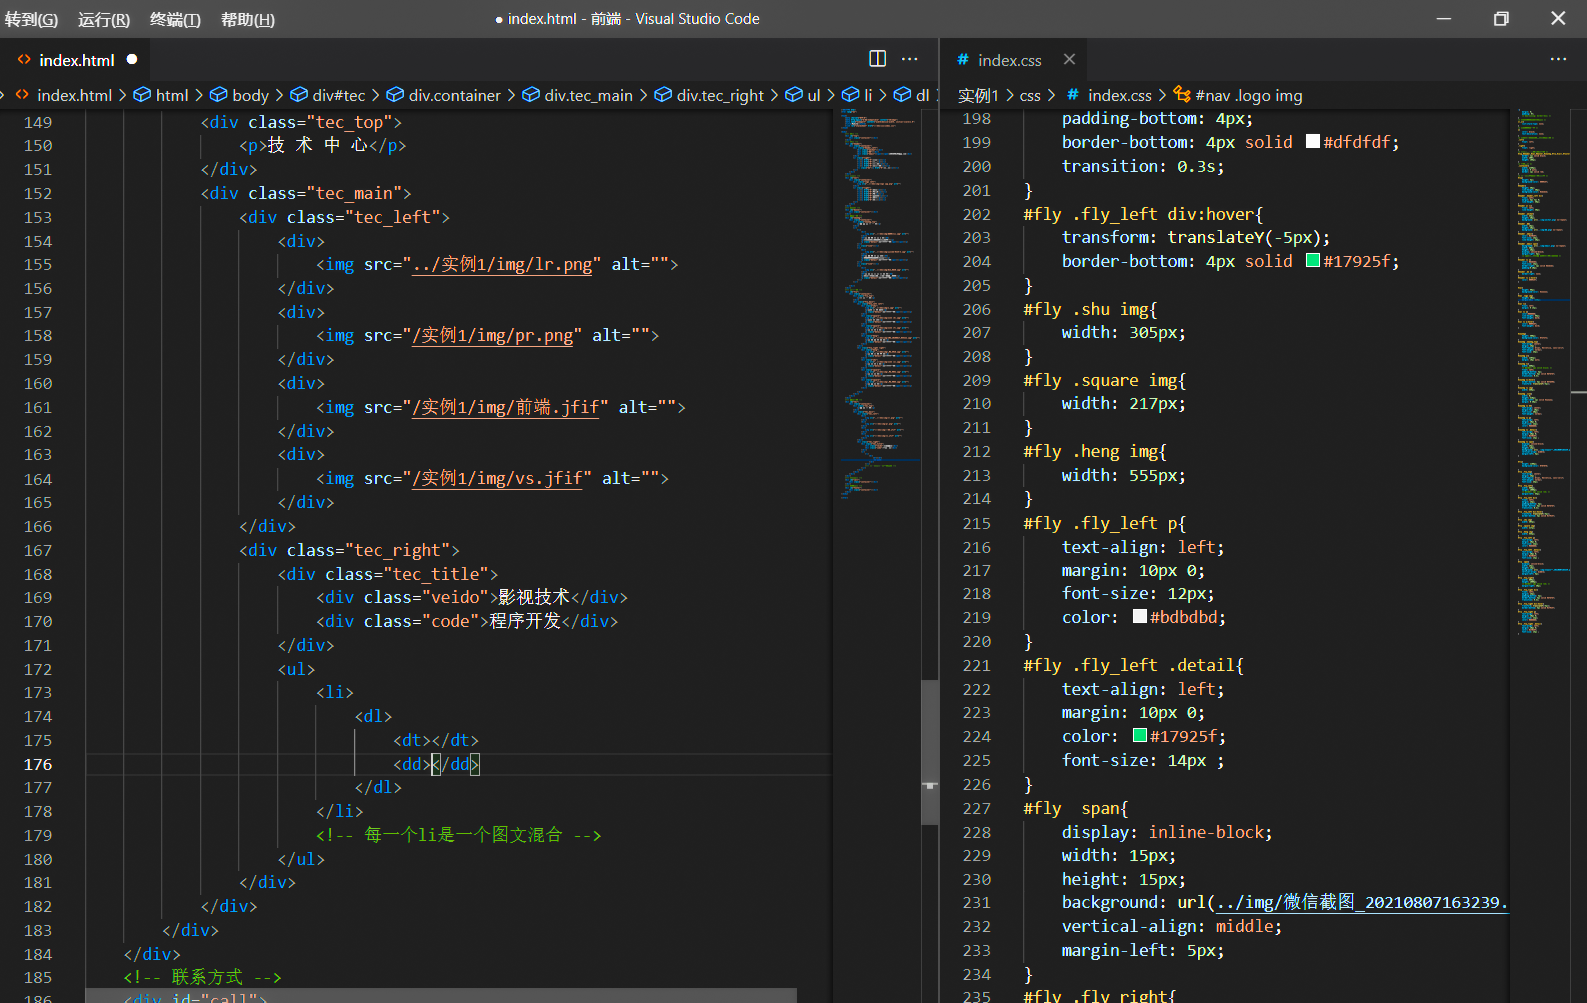 转到(G) 运行(R) 终端(T) 帮助(H) ● index.html - 前端 - Visual Studio Code
index.html
index.html > html > body > div#tec > div.container > div.tec_main > div.tec_right > ul > li > dl
149 <div class="tec_top">
150 <p>技 术 中 心</p>
151 </div>
152 <div class="tec_main">
153 <div class="tec_left">
154 <div>
155 <img src="../实例1/img/lr.png" alt="">
156 </div>
157 <div>
158 <img src="/实例1/img/pr.png" alt="">
159 </div>
160 <div>
161 <img src="/实例1/img/前端.jfif" alt="">
162 </div>
163 <div>
164 <img src="/实例1/img/vs.jfif" alt="">
165 </div>
166 </div>
167 <div class="tec_right">
168 <div class="tec_title">
169 <div class="veido">影视技术</div>
170 <div class="code">程序开发</div>
171 </div>
172 <ul>
173 <li>
174 <dl>
175 <dt></dt>
176 <dd></dd>
177 </dl>
178 </li>
179 <!-- 每一个li是一个图文混合 -->
180 </ul>
181 </div>
182 </div>
183 </div>
184 </div>
185 <!-- 联系方式 -->
186 <div id="call">
# index.css
实例1 > css > # index.css > #nav .logo img
198 padding-bottom: 4px;
199 border-bottom: 4px solid #dfdfdf;
200 transition: 0.3s;
201 }
202 #fly .fly_left div:hover{
203 transform: translateY(-5px);
204 border-bottom: 4px solid #17925f;
205 }
206 #fly .shu img{
207 width: 305px;
208 }
209 #fly .square img{
210 width: 217px;
211 }
212 #fly .heng img{
213 width: 555px;
214 }
215 #fly .fly_left p{
216 text-align: left;
217 margin: 10px 0;
218 font-size: 12px;
219 color: #bdbdbd;
220 }
221 #fly .fly_left .detail{
222 text-align: left;
223 margin: 10px 0;
224 color: #17925f;
225 font-size: 14px ;
226 }
227 #fly  span{
228 display: inline-block;
229 width: 15px;
230 height: 15px;
231 background: url(../img/微信截图_20210807163239.
232 vertical-align: middle;
233 margin-left: 5px;
234 }
235 #fly .fly_right{